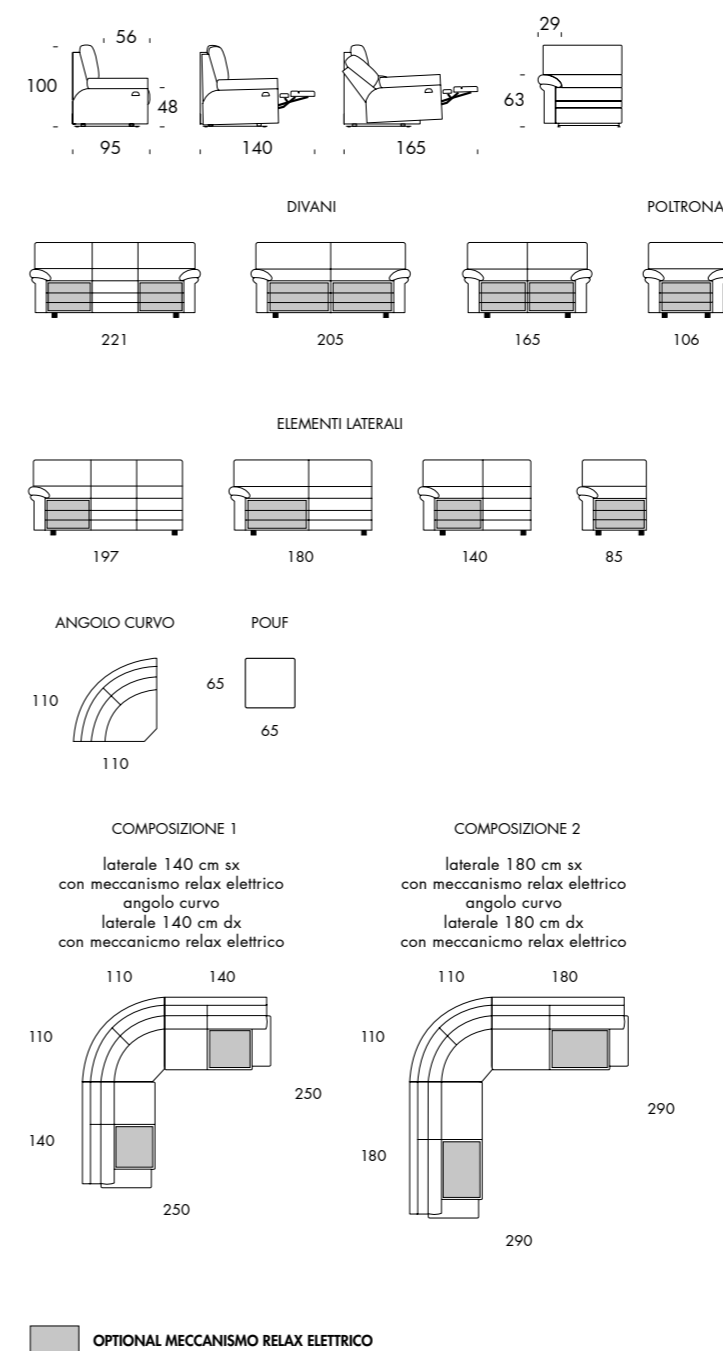 56
29
100
48
63
95
140
165
DIVANI
POLTRONA
221
205
165
106
ELEMENTI LATERALI
197
180
140
85
ANGOLO CURVO
POUF
110
65
110
65
COMPOSIZIONE 1
laterale 140 cm sx
con meccanismo relax elettrico
angolo curvo
laterale 140 cm dx
con meccanicmo relax elettrico
110
140
110
250
140
250
COMPOSIZIONE 2
laterale 180 cm sx
con meccanismo relax elettrico
angolo curvo
laterale 180 cm dx
con meccanicmo relax elettrico
110
180
110
290
180
290
OPTIONAL MECCANISMO RELAX ELETTRICO